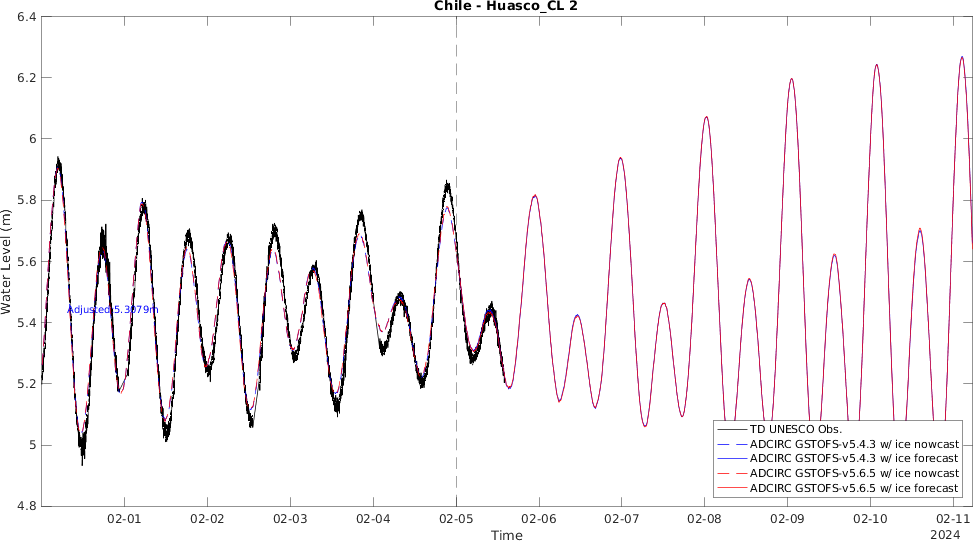 Chile - Huasco_CL 2
6.4
6.2
6
5.8
5.6
5.4
5.2
5
4.8
Water Level (m)
Adjusted 5.3079m
TD UNESCO Obs.
ADCIRC GSTOFS-v5.4.3 w/ ice nowcast
ADCIRC GSTOFS-v5.4.3 w/ ice forecast
ADCIRC GSTOFS-v5.6.5 w/ ice nowcast
ADCIRC GSTOFS-v5.6.5 w/ ice forecast
02-01 02-02 02-03 02-04 02-05 02-06 02-07 02-08 02-09 02-10 02-11
Time
2024